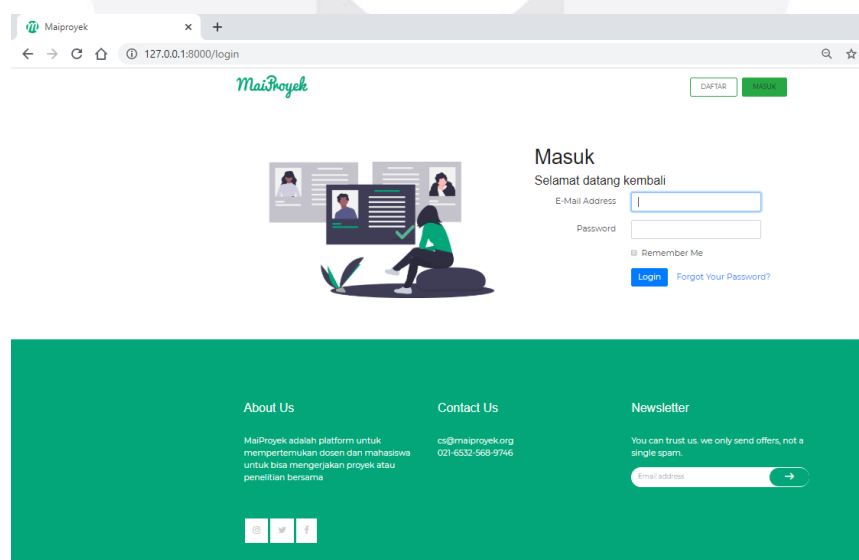 Maiproyek
127.0.0.1:8000/login
MaiProyek
DAFTAR
MASUK
Masuk
Selamat datang kembali
E-Mail Address
Password
Remember Me
Login
Forgot Your Password?
About Us
MaiProyek adalah platform untuk
mempertemukan dosen dan mahasiswa
untuk bisa mengerjakan proyek atau
penelitian bersama
Contact Us
cs@maiproyek.org
021-6532-568-9746
Newsletter
You can trust us. we only send offers, not a
single spam.
Email address